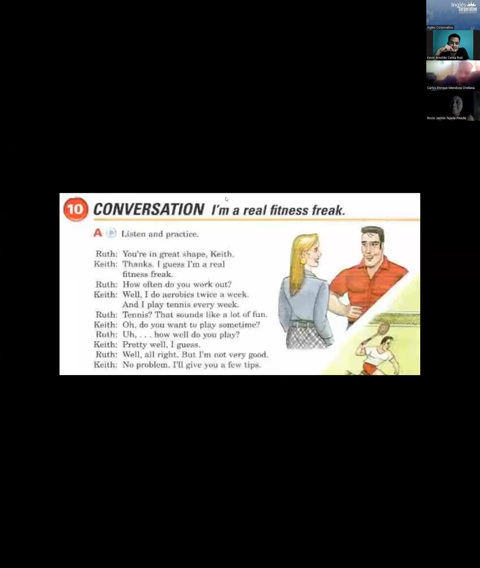 10 CONVERSATION I'm a real fitness freak.
A Listen and practice.
Ruth: You're in great shape, Keith.
Keith: Thanks. I guess I'm a real
fitness freak.
Ruth: How often do you work out?
Keith: Well, I do aerobics twice a week.
And I play tennis every week.
Ruth: Tennis? That sounds like a lot of fun.
Keith: Oh, do you want to play sometime?
Ruth: Uh, . . . how well do you play?
Keith: Pretty well, I guess.
Ruth: Well, all right. But I'm not very good.
Keith: No problem. I'll give you a few tips.